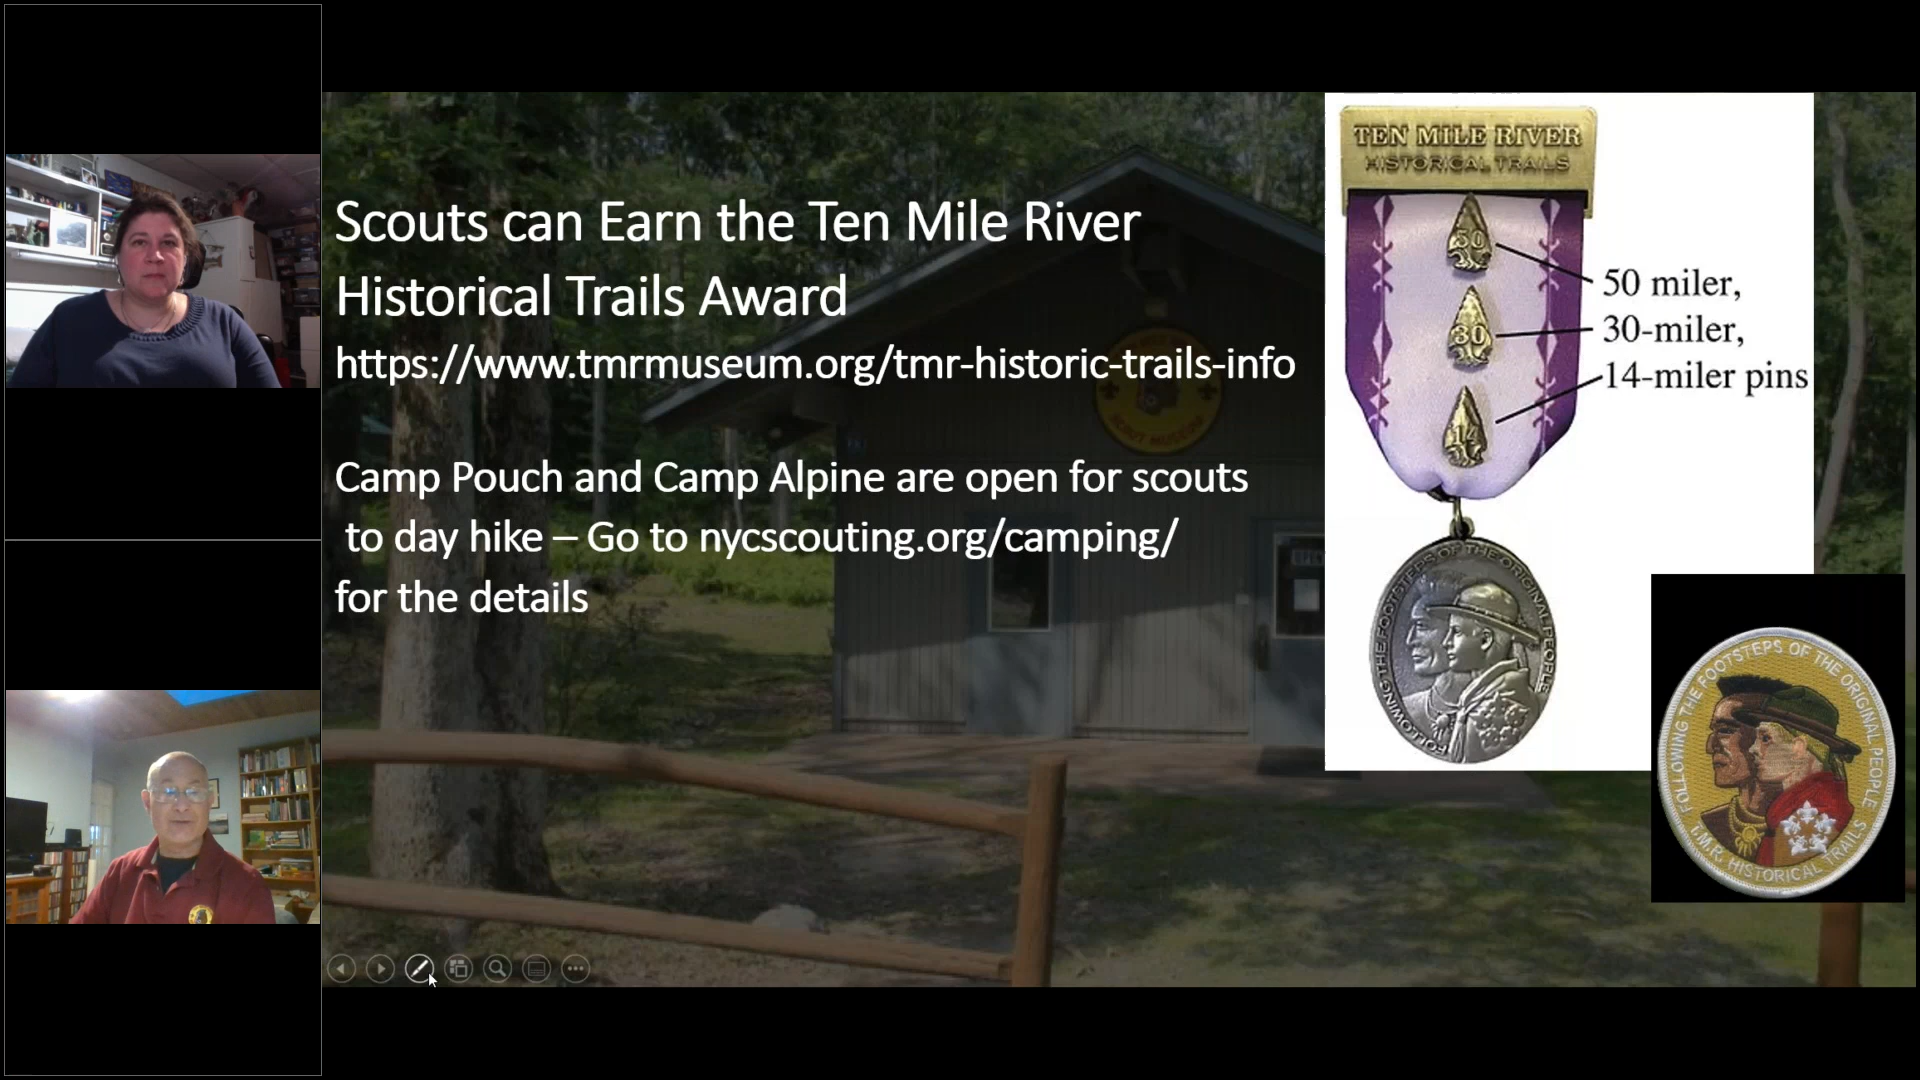 Scouts can Earn the Ten Mile River
Historical Trails Award
https://www.tmrmuseum.org/tmr-historic-trails-info
Camp Pouch and Camp Alpine are open for scouts
to day hike – Go to nycscouting.org/camping/
for the details
TEN MILE RIVER
HISTORICAL TRAILS
50
30
14
50 miler,
30-miler,
14-miler pins
FOLLOWING THE FOOTSTEPS OF THE ORIGINAL PEOPLE
FOLLOWING THE FOOTSTEPS OF THE ORIGINAL PEOPLE
T.M.R. HISTORICAL TRAILS
SCOUT MUSEUM